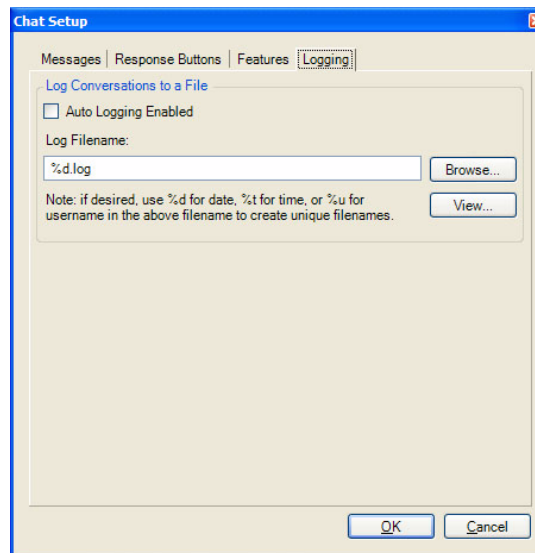 Chat Setup
Messages Response Buttons Features Logging
Log Conversations to a File
Auto Logging Enabled
Log Filename:
%d.log
Browse...
Note: if desired, use %d for date, %t for time, or %u for
username in the above filename to create unique filenames.
View...
OK Cancel